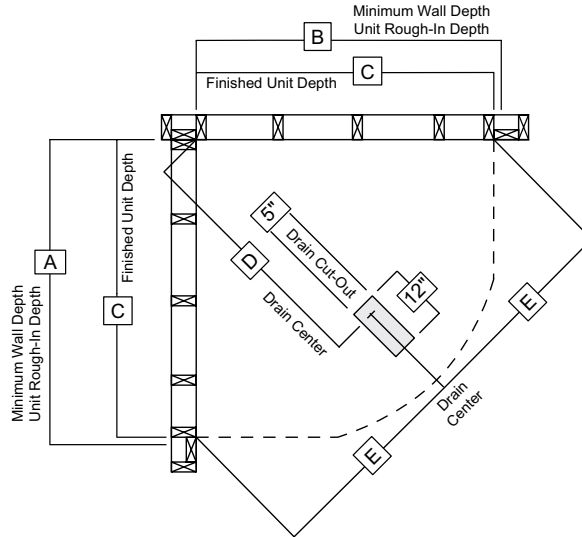 B
Minimum Wall Depth
Unit Rough-In Depth
C
Finished Unit Depth
A
Minimum Wall Depth
Unit Rough-In Depth
Finished Unit Depth
C
5"
Drain Cut-Out
D
Drain Center
12"
E
Drain
Center
E